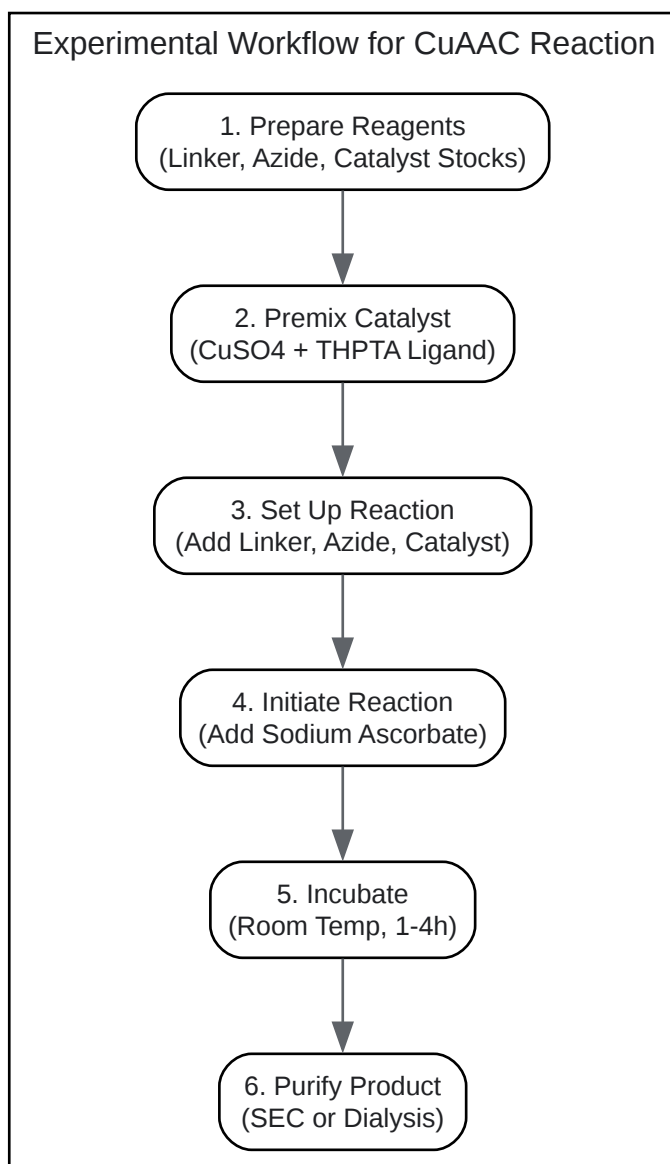 Experimental Workflow for CuAAC Reaction
1. Prepare Reagents
(Linker, Azide, Catalyst Stocks)
2. Premix Catalyst
(CuSO4 + THPTA Ligand)
3. Set Up Reaction
(Add Linker, Azide, Catalyst)
4. Initiate Reaction
(Add Sodium Ascorbate)
5. Incubate
(Room Temp, 1-4h)
6. Purify Product
(SEC or Dialysis)